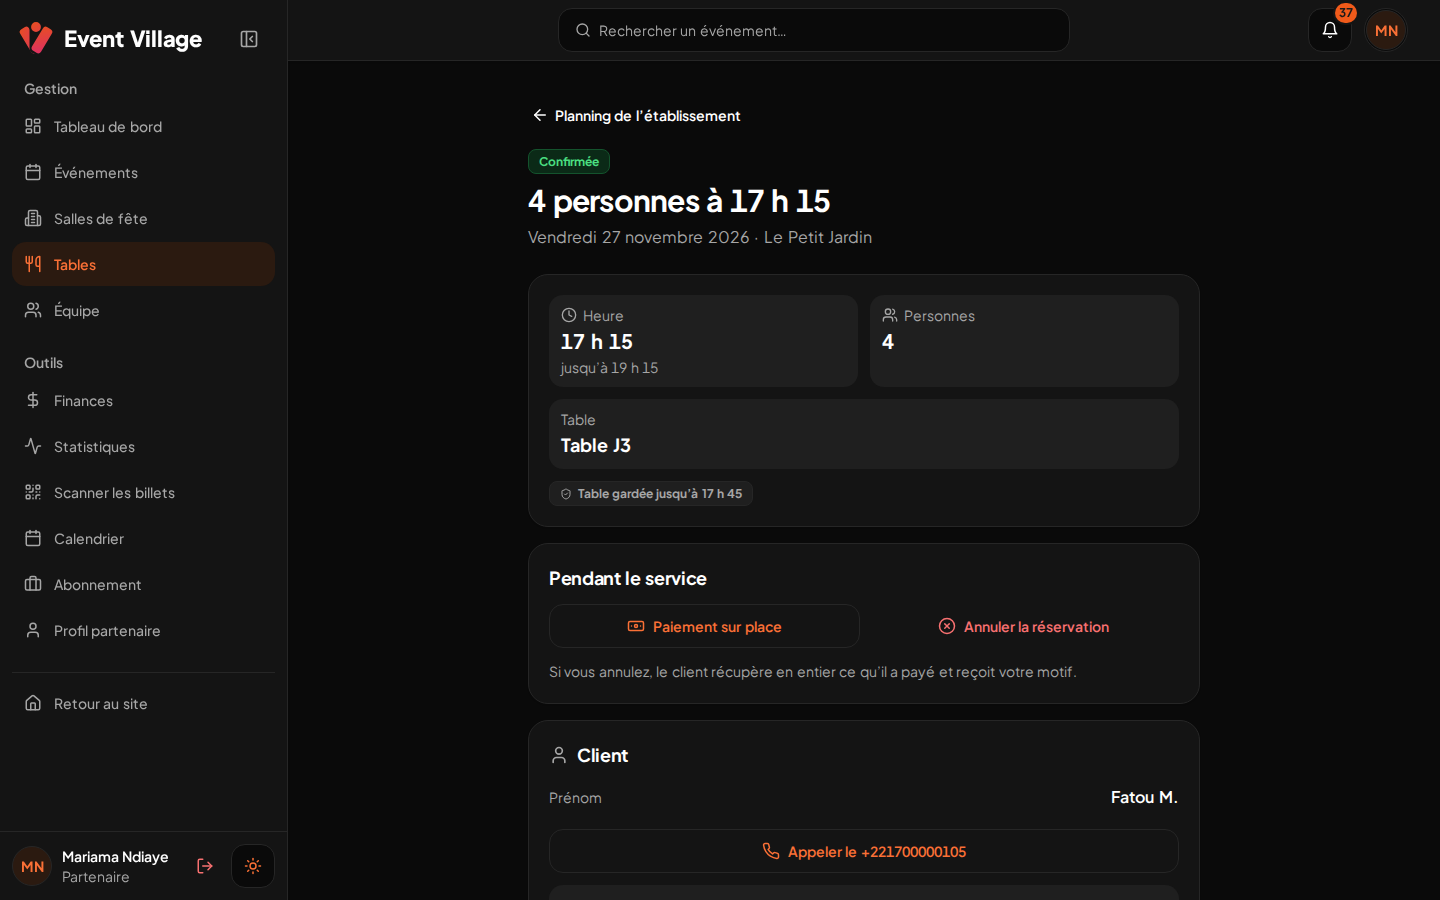 Event Village
Rechercher un événement...
37
MN
Gestion
Tableau de bord
Événements
Salles de fête
Tables
Équipe
Outils
Finances
Statistiques
Scanner les billets
Calendrier
Abonnement
Profil partenaire
Retour au site
MN
Mariama Ndiaye
Partenaire
Planning de l'établissement
Confirmée
4 personnes à 17 h 15
Vendredi 27 novembre 2026 · Le Petit Jardin
Heure
17 h 15
jusqu'à 19 h 15
Personnes
4
Table
Table J3
Table gardée jusqu'à 17 h 45
Pendant le service
Paiement sur place
Annuler la réservation
Si vous annulez, le client récupère en entier ce qu'il a payé et reçoit votre motif.
Client
Prénom
Fatou M.
Appeler le +221700000105